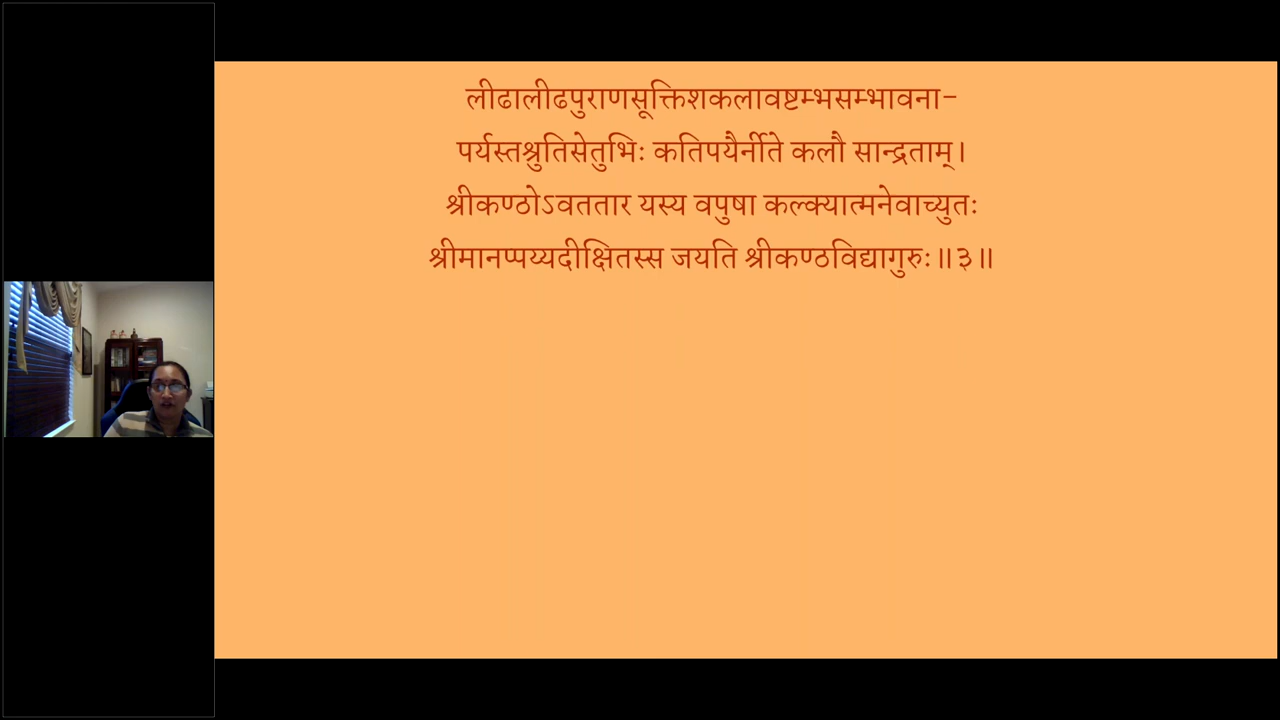 लीढालीढपुराणसूक्तिशकलावष्टम्भसम्भावना-
पर्यस्तश्रुतिसेतुभिः कतिपयैर्नीते कलौ सान्द्रताम्।
श्रीकण्ठोऽवततार यस्य वपुषा कल्क्यात्मनेवाच्युतः
श्रीमानप्पय्यदीक्षितस्स जयति श्रीकण्ठविद्यागुरुः॥३॥